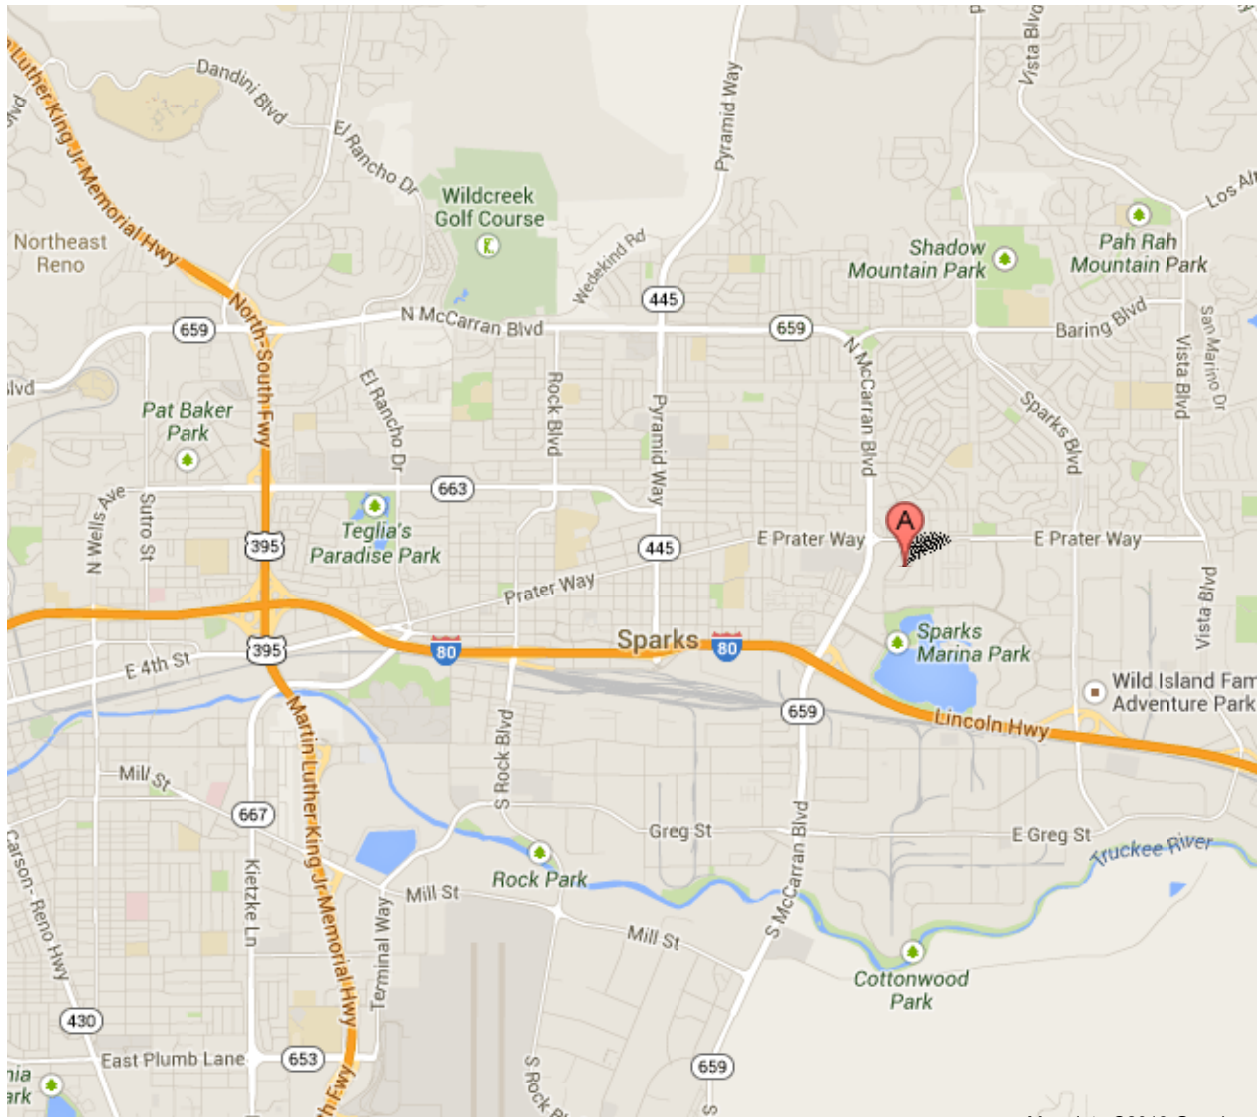 Vista Blvd
Dandini Blvd
Luther King Jr Memorial Hwy
El Rancho Dr
Pyramid Way
Los Alt
Wildcreek
Golf Course
Northeast
Reno
Wedekind Rd
Shadow
Mountain Park
Pah Rah
Mountain Park
445
N McCarran Blvd
659
659
Baring Blvd
San Marino Dr
North-South Fwy
N McCarran Blvd
Vista Blvd
lvd
El Rancho Dr
Rock Blvd
Pyramid Way
Sparks Blvd
Pat Baker
Park
663
N Wells Ave
Sutro St
Teglia's
Paradise Park
A
395
445
E Prater Way
E Prater Way
Prater Way
Vista Blvd
395
E 4th St
80
Sparks
80
Sparks
Marina Park
Wild Island Fam
Adventure Park
659
Lincoln Hwy
Martin Luther King Jr Memorial Hwy
S Rock Blvd
Mill St
667
Greg St
E Greg St
S McCarran Blvd
Truckee River
Carson-Reno Hwy
Kietzke Ln
Rock Park
Mill St
Terminal Way
Mill St
Cottonwood
Park
430
East Plumb Lane
653
659
nia
ark
h Fwy
S Rock B
S